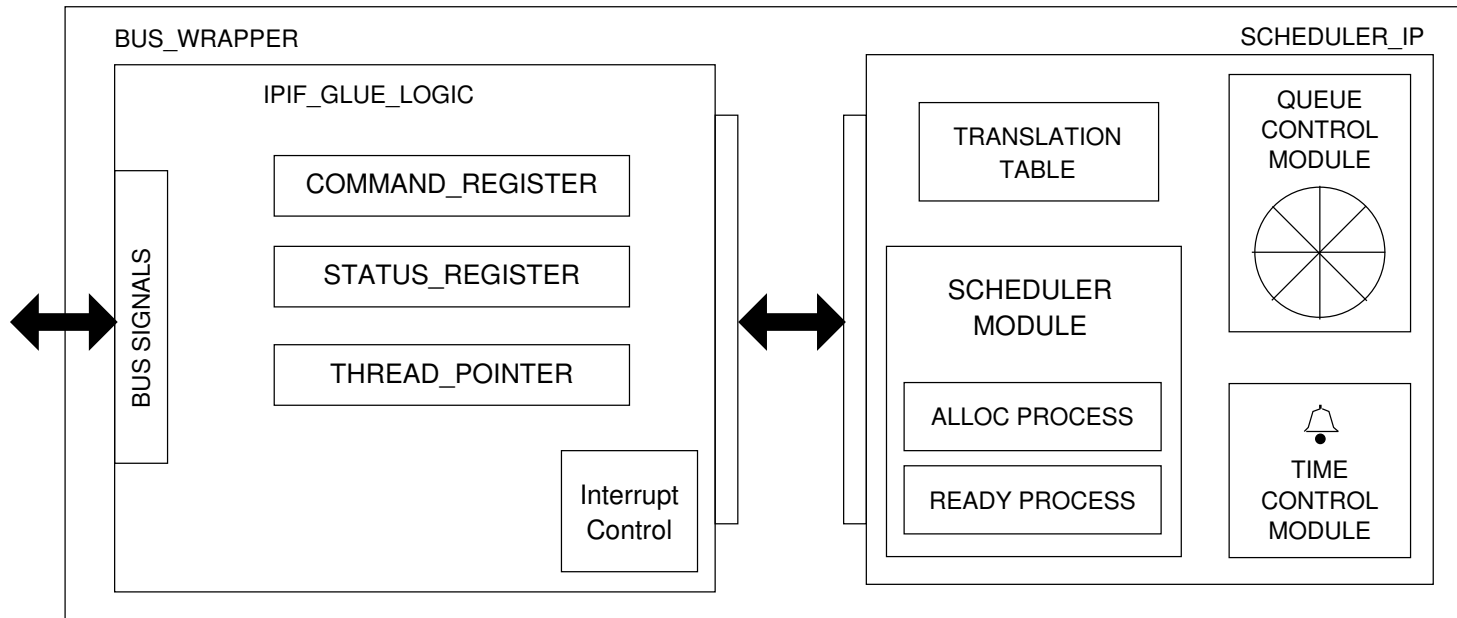 BUS_WRAPPER
IPIF_GLUE_LOGIC
COMMAND_REGISTER
STATUS_REGISTER
THREAD_POINTER
BUS SIGNALS
Interrupt
Control
SCHEDULER_IP
TRANSLATION
TABLE
QUEUE
CONTROL
MODULE
SCHEDULER
MODULE
ALLOC PROCESS
READY PROCESS
TIME
CONTROL
MODULE